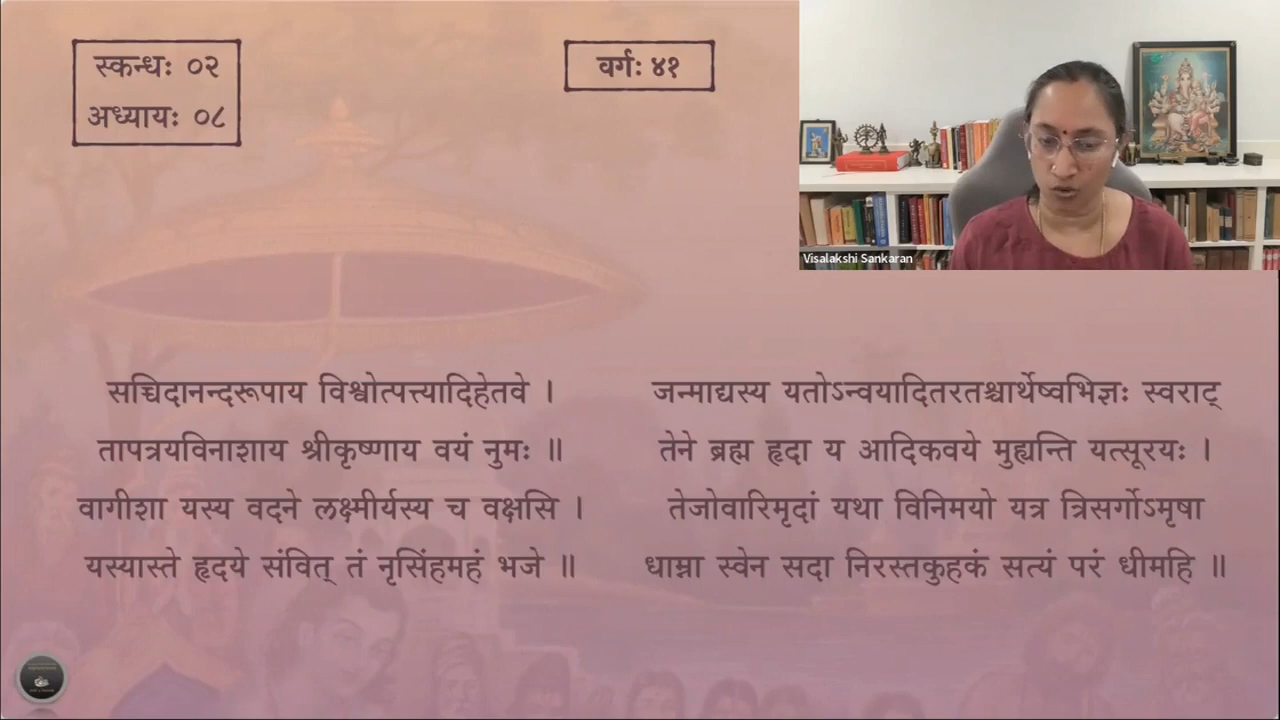 स्कन्धः ०२
अध्यायः ०८
वर्गः ४१
Visalakshi Sankaran
सच्चिदानन्दरूपाय विश्वोत्पत्त्यादिहेतवे ।
तापत्रयविनाशाय श्रीकृष्णाय वयं नुमः ॥
वागीशा यस्य वदने लक्ष्मीर्यस्य च वक्षसि ।
यस्यास्ते हृदये संवित् तं नृसिंहमहं भजे ॥
जन्माद्यस्य यतोऽन्वयादितरतश्चार्थेष्वभिज्ञः स्वराट्
तेने ब्रह्म हृदा य आदिकवये मुह्यन्ति यत्सूरयः ।
तेजोवारिमृदां यथा विनिमयो यत्र त्रिसर्गोऽमृषा
धाम्ना स्वेन सदा निरस्तकुहकं सत्यं परं धीमहि ॥